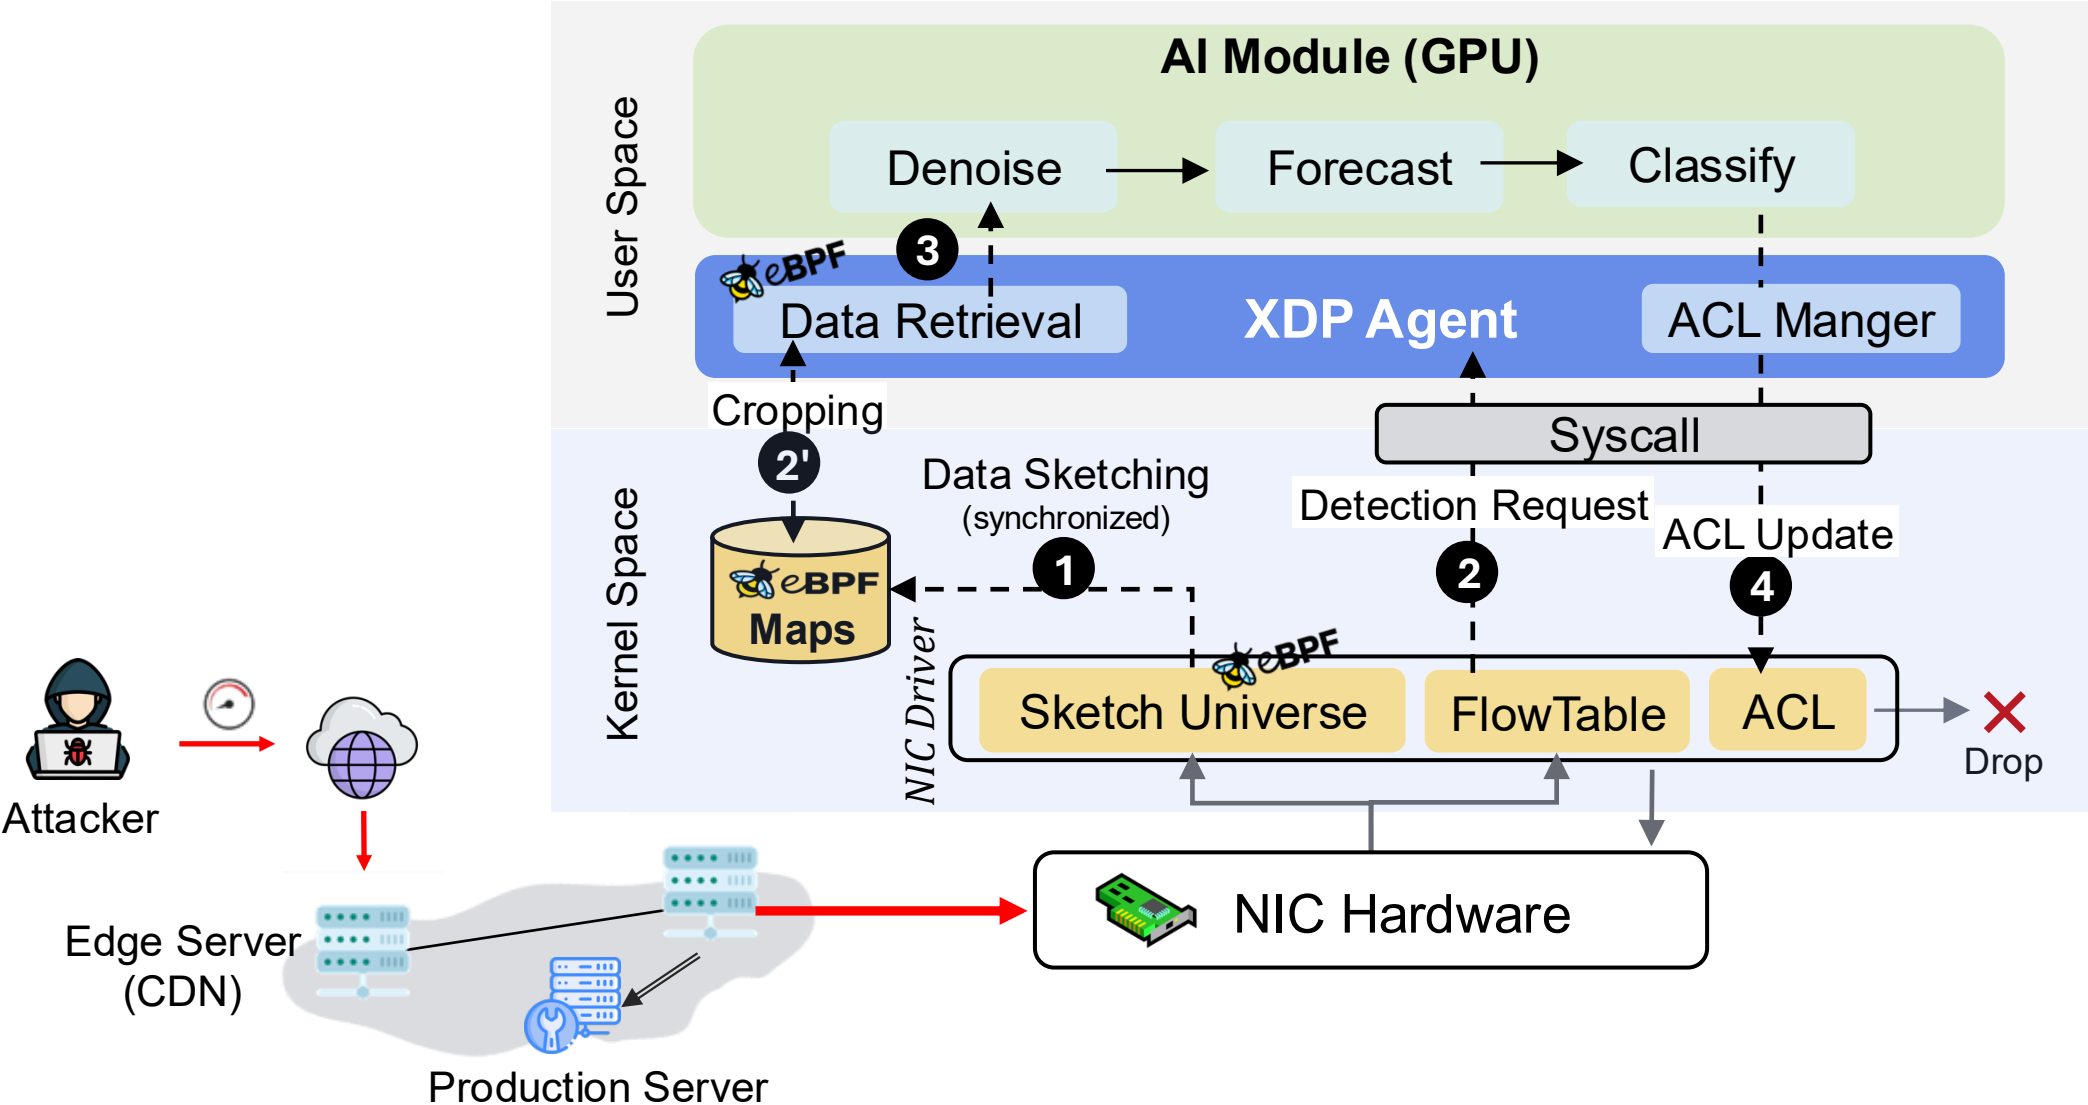 AI Module (GPU)
User Space
Denoise
Forecast
Classify
3
eBPF
Data Retrieval
XDP Agent
ACL Manger
Cropping
Syscall
2'
Data Sketching
(synchronized)
Detection Request
ACL Update
1
2
4
Kernel Space
eBPF
Maps
NIC Driver
eBPF
Sketch Universe
FlowTable
ACL
Drop
Attacker
NIC Hardware
Edge Server
(CDN)
Production Server